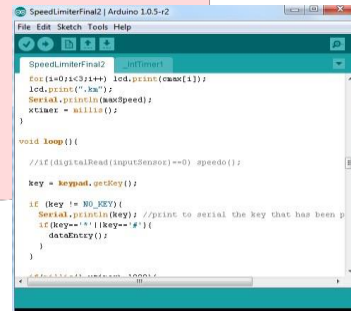 SpeedLimiterFinal2 | Arduino 1.0.5-r2
File Edit Sketch Tools Help
SpeedLimiterFinal2 _IntTimer1
for(i=0;i<3;i++) lcd.print(cmax[i]);
lcd.print(".km");
Serial.println(maxSpeed);
xtimer = millis();
}
void loop(){
//if(digitalRead(inputSensor)==0) speedo();
key = keypad.getKey();
if (key != NO_KEY){
Serial.println(key); //print to serial the key that has been p
if(key=='*'||key=='#'){
dataEntry();
}
}